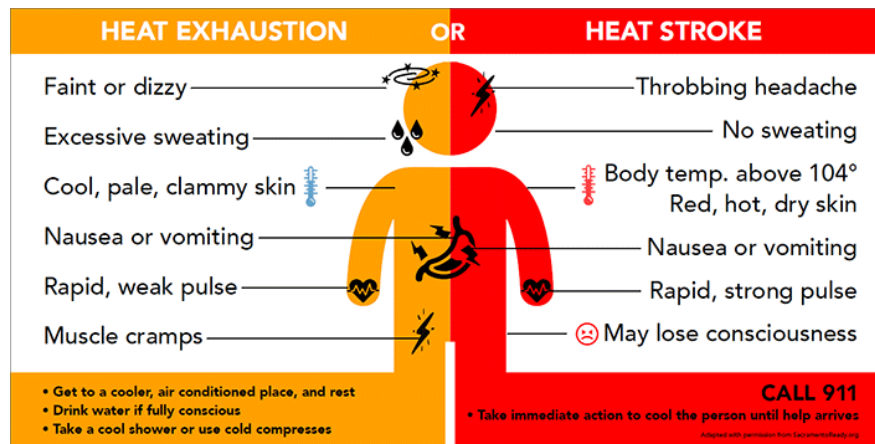 HEAT EXHAUSTION OR HEAT STROKE
Faint or dizzy
Excessive sweating
Cool, pale, clammy skin
Nausea or vomiting
Rapid, weak pulse
Muscle cramps
Throbbing headache
No sweating
Body temp. above 104°
Red, hot, dry skin
Nausea or vomiting
Rapid, strong pulse
May lose consciousness
• Get to a cooler, air conditioned place, and rest
• Drink water if fully conscious
• Take a cool shower or use cold compresses
CALL 911
• Take immediate action to cool the person until help arrives
Adapted with permission from SacramentoReady.org